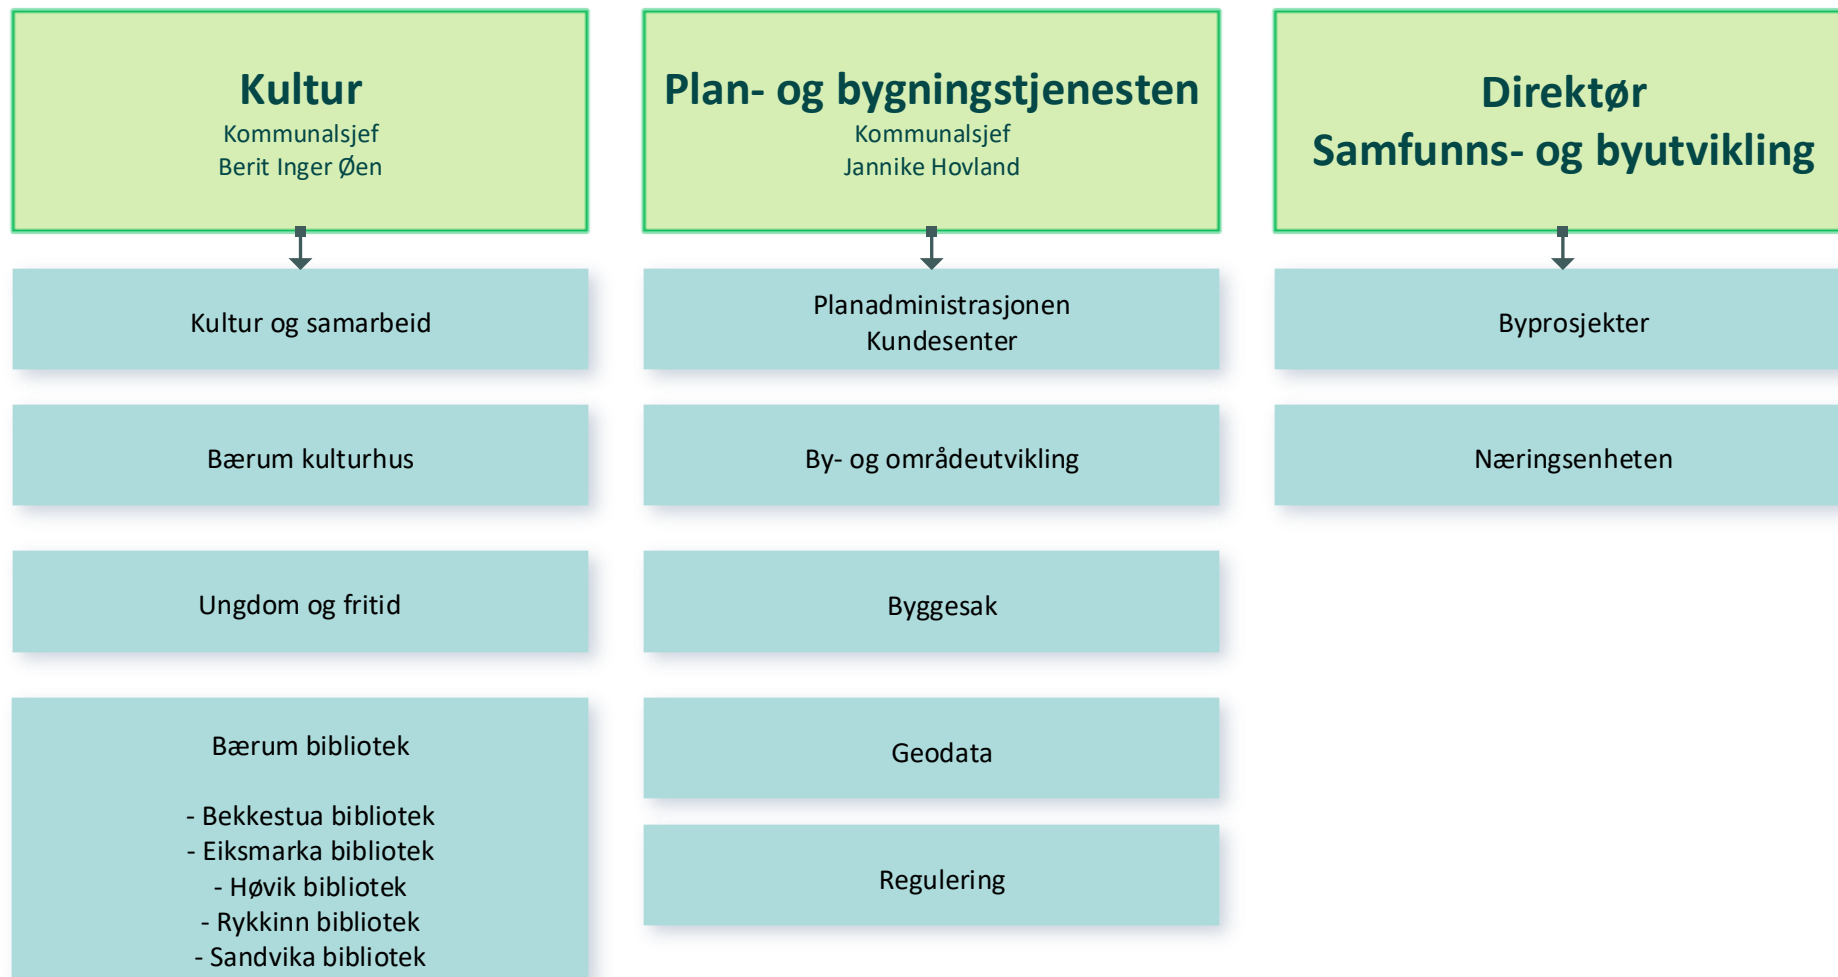 Kultur
Kommunalsjef
Berit Inger Øen
Kultur og samarbeid
Bærum kulturhus
Ungdom og fritid
Bærum bibliotek
- Bekkestua bibliotek
- Eiksmarka bibliotek
- Høvik bibliotek
- Rykkinn bibliotek
- Sandvika bibliotek
Plan- og bygningstjenesten
Kommunalsjef
Jannike Hovland
Planadministrasjonen
Kundesenter
By- og områdeutvikling
Byggesak
Geodata
Regulering
Direktør
Samfunns- og byutvikling
Byprosjekter
Næringsenheten